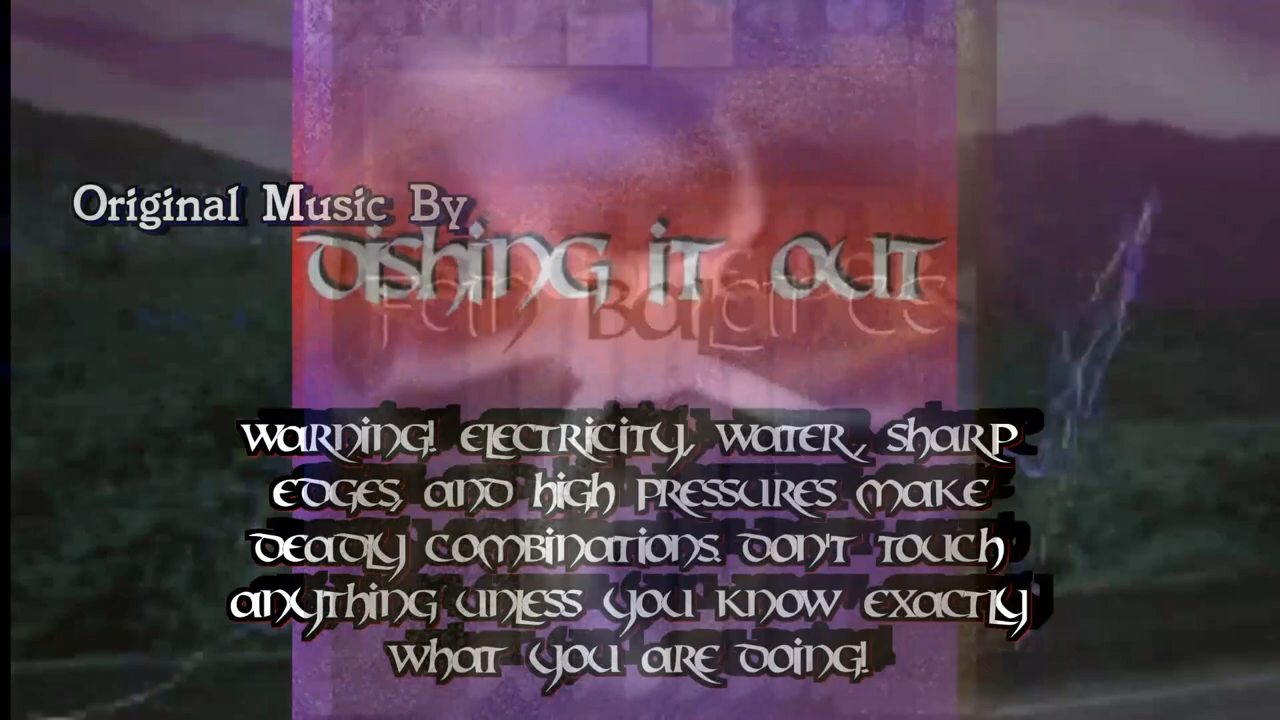 Original Music By
Dishing it out
Warning! Electricity, water, sharp
edges, and high pressures make
deadly combinations. Don't touch
anything unless you know exactly
what you are doing!